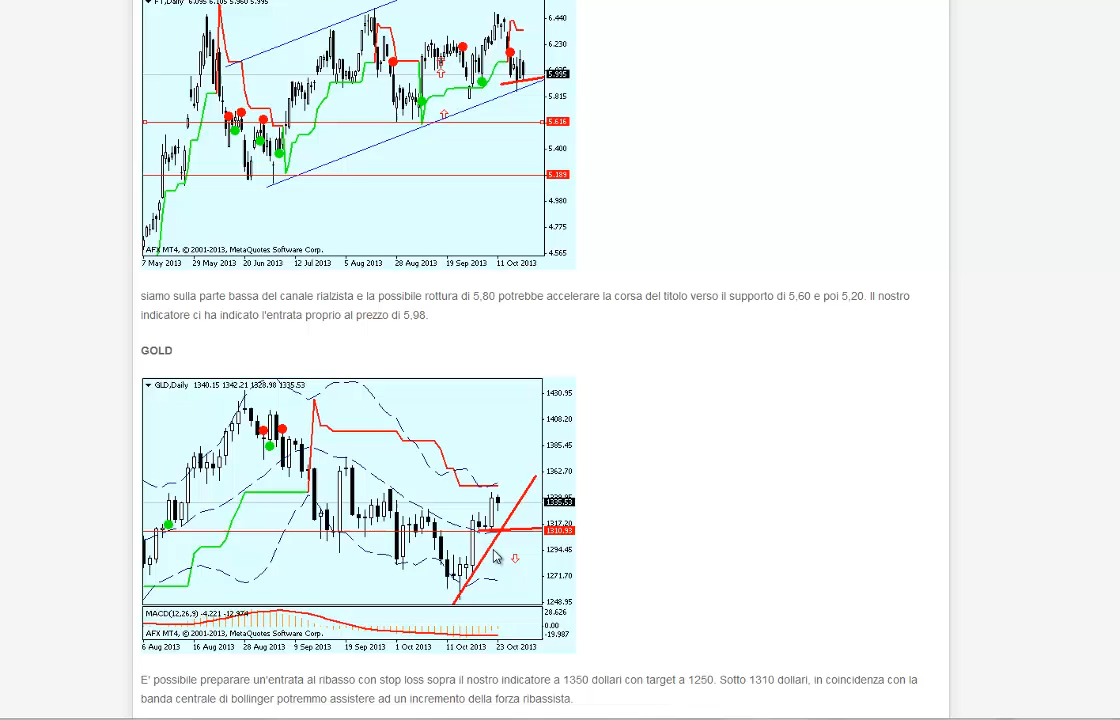 FT,Daily 6.096 6.105 5.960 5.995
6.440
6.230
5.995
5.815
5.616
5.400
5.189
4.980
4.775
4.565
AFX MT4, © 2001-2013, MetaQuotes Software Corp.
7 May 2013 29 May 2013 20 Jun 2013 12 Jul 2013 5 Aug 2013 28 Aug 2013 19 Sep 2013 11 Oct 2013
siamo sulla parte bassa del canale rialzista e la possibile rottura di 5,80 potrebbe accelerare la corsa del titolo verso il supporto di 5,60 e poi 5,20. Il nostro
indicatore ci ha indicato l'entrata proprio al prezzo di 5,98.
GOLD
GLD,Daily 1340.15 1342.21 1328.98 1335.53
1430.95
1408.20
1385.45
1362.70
1335.53
1317.20
1310.93
1294.45
1271.70
1248.95
MACD(12,26,9) -4.221 -12.974
28.626
0.00
-19.987
AFX MT4, © 2001-2013, MetaQuotes Software Corp.
6 Aug 2013 16 Aug 2013 28 Aug 2013 9 Sep 2013 19 Sep 2013 1 Oct 2013 11 Oct 2013 23 Oct 2013
E' possibile preparare un'entrata al ribasso con stop loss sopra il nostro indicatore a 1350 dollari con target a 1250. Sotto 1310 dollari, in coincidenza con la
banda centrale di bollinger potremmo assistere ad un incremento della forza ribassista.